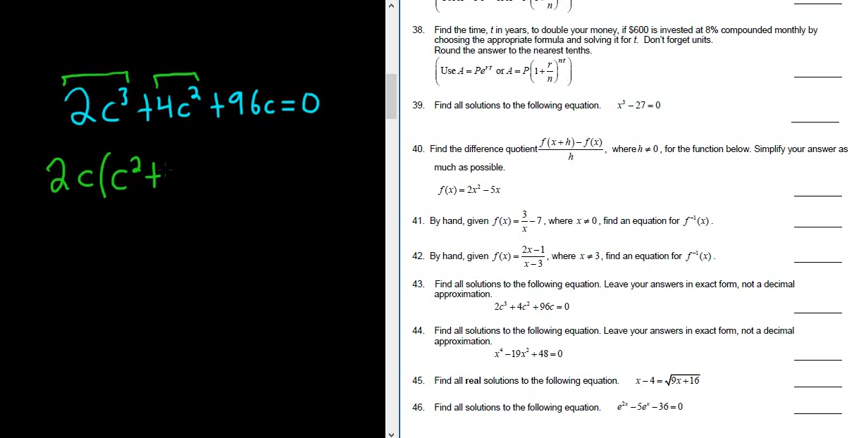 2c³+4c²+96c=0
2c(c²+
38. Find the time, t in years, to double your money, if $600 is invested at 8% compounded monthly by
choosing the appropriate formula and solving it for t. Don't forget units.
Round the answer to the nearest tenths.
(Use A = Pe^(rt) or A = P(1 + r/n)^(nt))
39. Find all solutions to the following equation. x³ − 27 = 0
40. Find the difference quotient (f(x+h) − f(x))/h, where h ≠ 0, for the function below. Simplify your answer as
much as possible.
f(x) = 2x² − 5x
41. By hand, given f(x) = 3/x − 7, where x ≠ 0, find an equation for f⁻¹(x).
42. By hand, given f(x) = (2x−1)/(x−3), where x ≠ 3, find an equation for f⁻¹(x).
43. Find all solutions to the following equation. Leave your answers in exact form, not a decimal
approximation.
2c³ + 4c² + 96c = 0
44. Find all solutions to the following equation. Leave your answers in exact form, not a decimal
approximation.
x⁴ − 19x² + 48 = 0
45. Find all real solutions to the following equation. x − 4 = √(9x + 16)
46. Find all solutions to the following equation. e^(2x) − 5e^x − 36 = 0